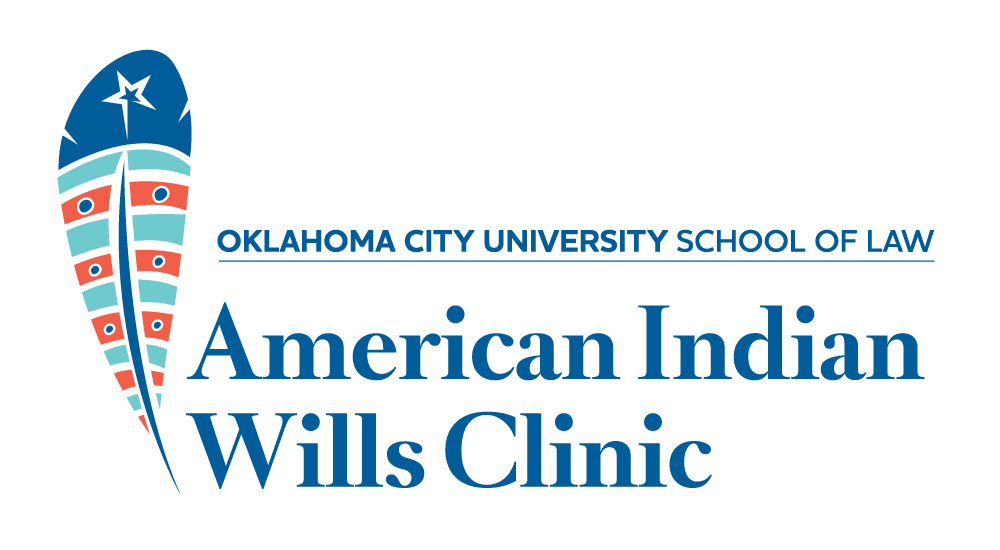 OKLAHOMA CITY UNIVERSITY SCHOOL OF LAW
American Indian
Wills Clinic